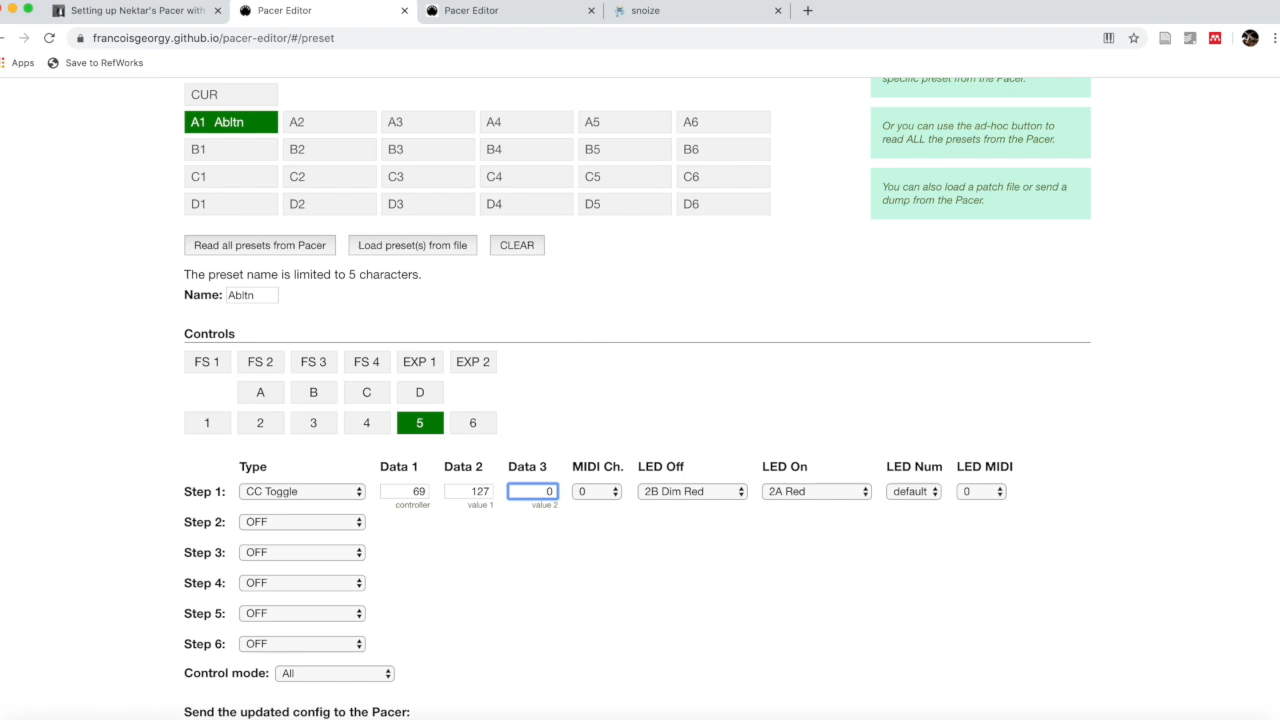 Setting up Nektar's Pacer with
Pacer Editor
Pacer Editor
snoize
francoisgeorgy.github.io/pacer-editor/#/preset
Apps Save to RefWorks
specific preset from the Pacer.
Or you can use the ad-hoc button to
read ALL the presets from the Pacer.
You can also load a patch file or send a
dump from the Pacer.
CUR
A1 Abltn A2 A3 A4 A5 A6
B1 B2 B3 B4 B5 B6
C1 C2 C3 C4 C5 C6
D1 D2 D3 D4 D5 D6
Read all presets from Pacer Load preset(s) from file CLEAR
The preset name is limited to 5 characters.
Name: Abltn
Controls
FS 1 FS 2 FS 3 FS 4 EXP 1 EXP 2
A B C D
1 2 3 4 5 6
Type Data 1 Data 2 Data 3 MIDI Ch. LED Off LED On LED Num LED MIDI
Step 1: CC Toggle 69 127 0 0 2B Dim Red 2A Red default 0
controller value 1 value 2
Step 2: OFF
Step 3: OFF
Step 4: OFF
Step 5: OFF
Step 6: OFF
Control mode: All
Send the updated config to the Pacer: